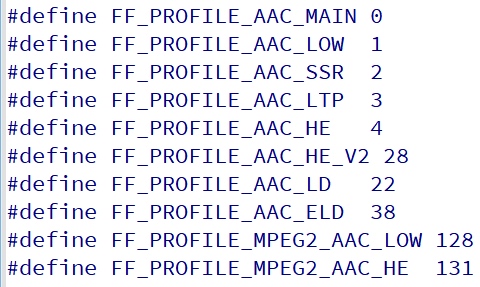 #define FF_PROFILE_AAC_MAIN 0
#define FF_PROFILE_AAC_LOW  1
#define FF_PROFILE_AAC_SSR  2
#define FF_PROFILE_AAC_LTP  3
#define FF_PROFILE_AAC_HE   4
#define FF_PROFILE_AAC_HE_V2 28
#define FF_PROFILE_AAC_LD   22
#define FF_PROFILE_AAC_ELD  38
#define FF_PROFILE_MPEG2_AAC_LOW 128
#define FF_PROFILE_MPEG2_AAC_HE  131